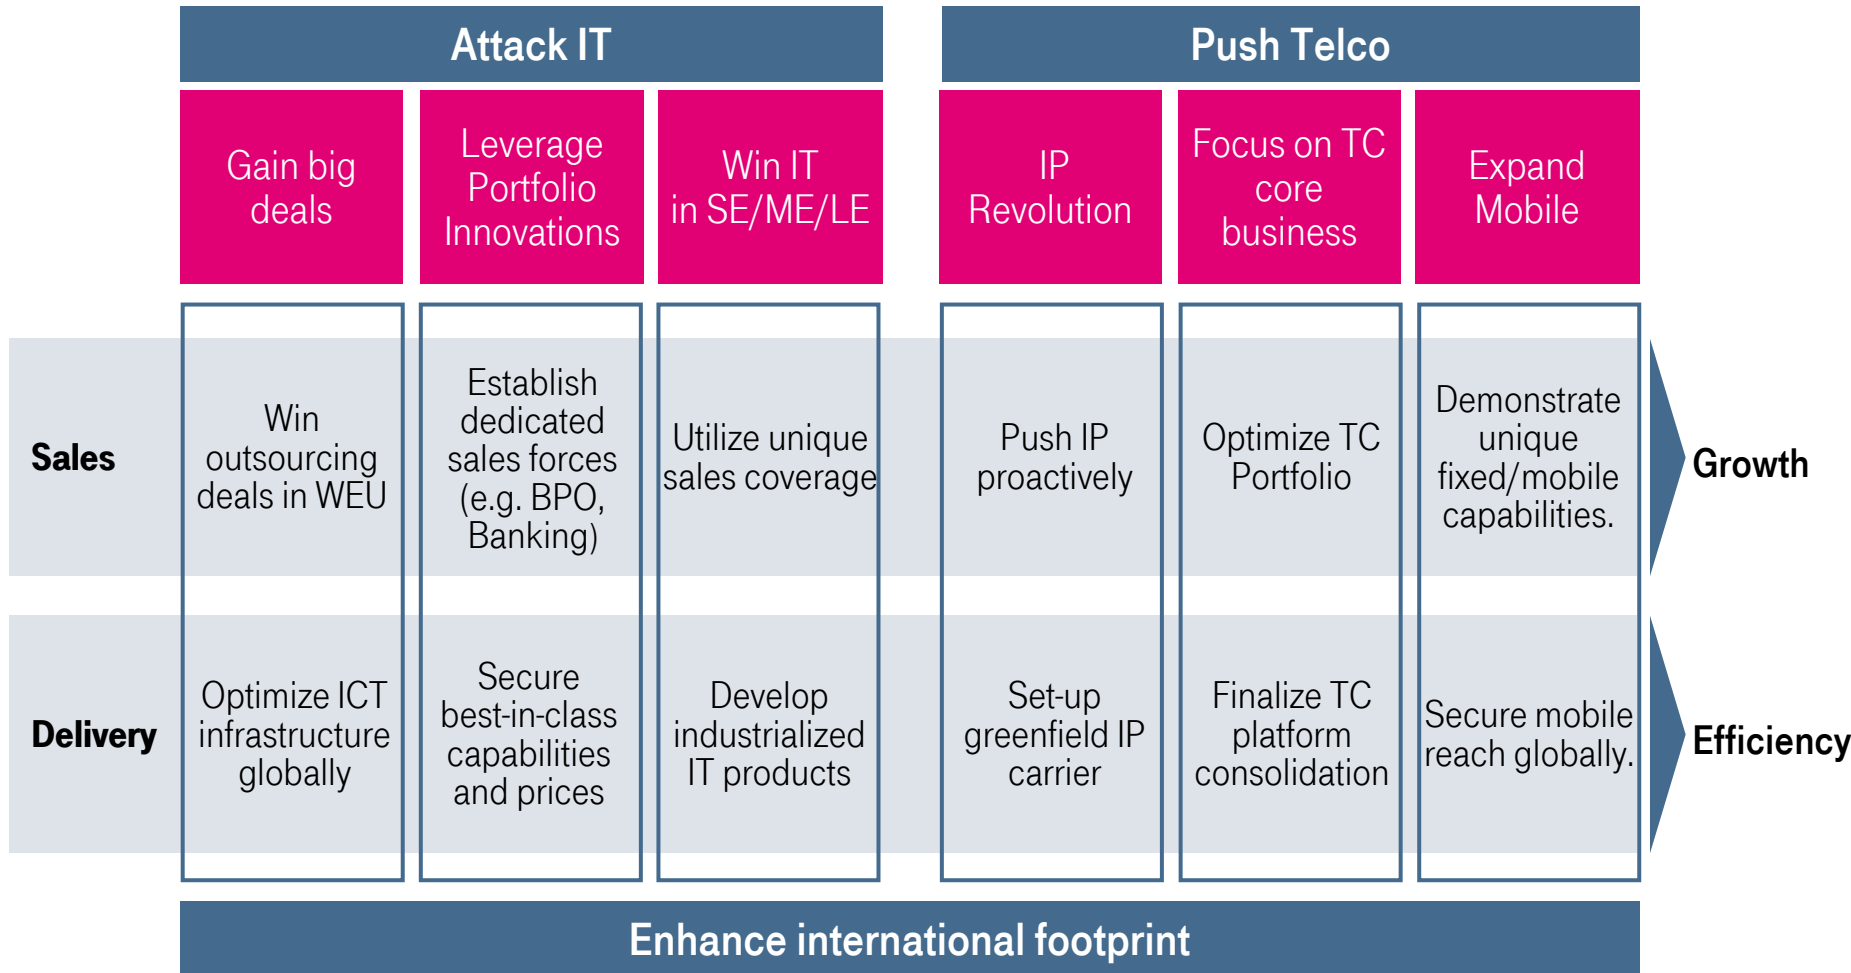 Attack IT
Push Telco
Gain big
deals
Leverage
Portfolio
Innovations
Win IT
in SE/ME/LE
IP
Revolution
Focus on TC
core
business
Expand
Mobile
Sales
Win
outsourcing
deals in WEU
Establish
dedicated
sales forces
(e.g. BPO,
Banking)
Utilize unique
sales coverage
Push IP
proactively
Optimize TC
Portfolio
Demonstrate
unique
fixed/mobile
capabilities.
Growth
Delivery
Optimize ICT
infrastructure
globally
Secure
best-in-class
capabilities
and prices
Develop
industrialized
IT products
Set-up
greenfield IP
carrier
Finalize TC
platform
consolidation
Secure mobile
reach globally.
Efficiency
Enhance international footprint